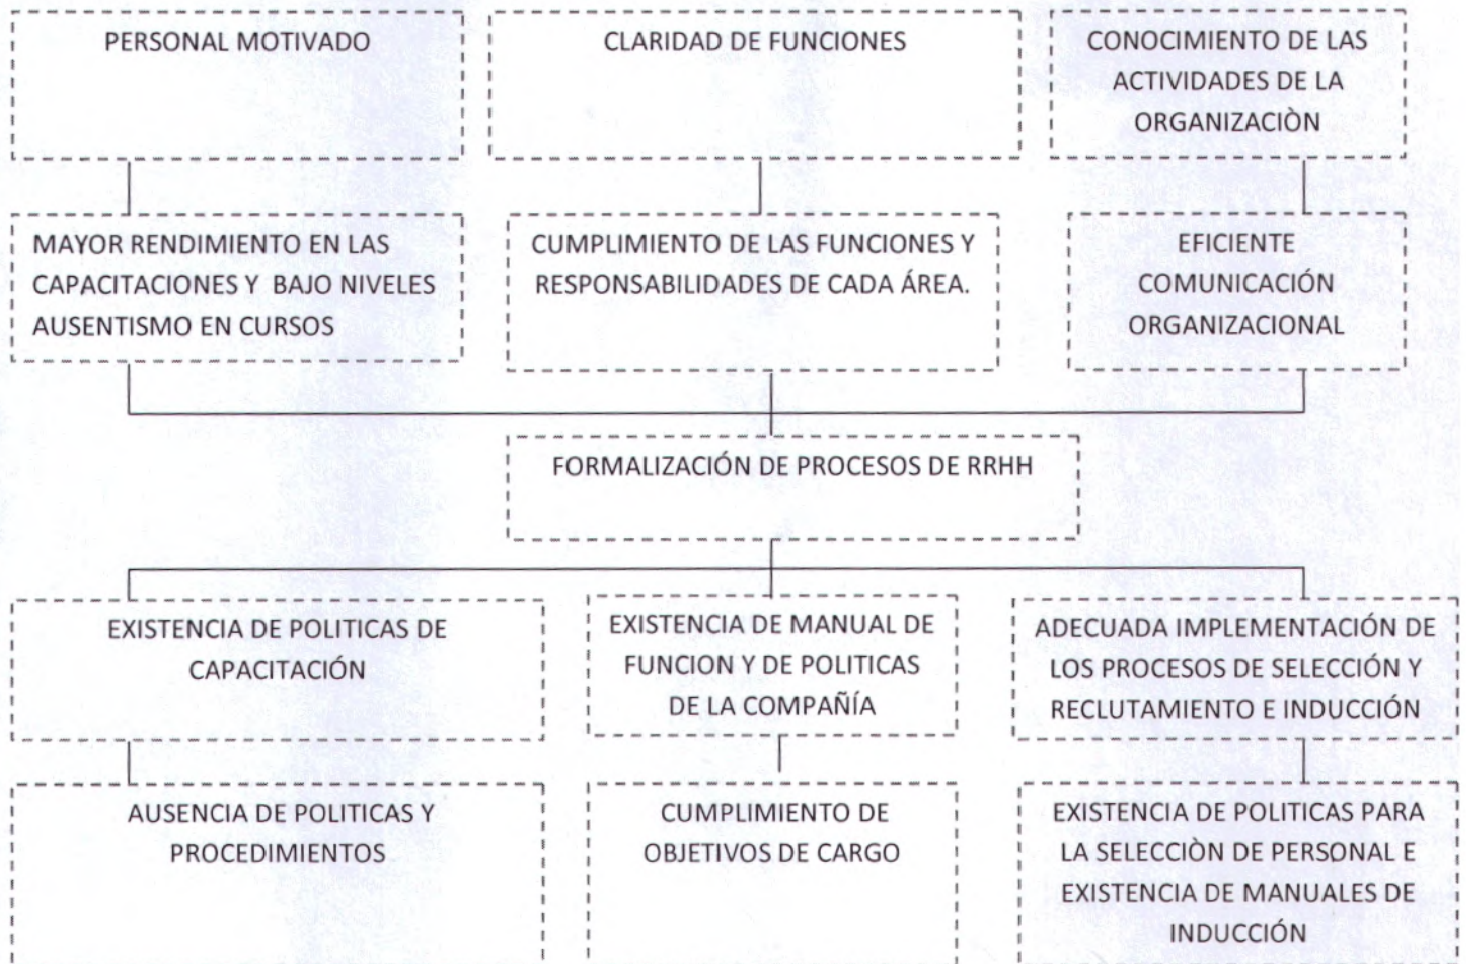 PERSONAL MOTIVADO
CLARIDAD DE FUNCIONES
CONOCIMIENTO DE LAS
ACTIVIDADES DE LA
ORGANIZACIÒN
MAYOR RENDIMIENTO EN LAS
CAPACITACIONES Y BAJO NIVELES
AUSENTISMO EN CURSOS
CUMPLIMIENTO DE LAS FUNCIONES Y
RESPONSABILIDADES DE CADA ÁREA.
EFICIENTE
COMUNICACIÓN
ORGANIZACIONAL
FORMALIZACIÓN DE PROCESOS DE RRHH
EXISTENCIA DE POLITICAS DE
CAPACITACIÓN
EXISTENCIA DE MANUAL DE
FUNCION Y DE POLITICAS
DE LA COMPAÑÍA
ADECUADA IMPLEMENTACIÓN DE
LOS PROCESOS DE SELECCIÓN Y
RECLUTAMIENTO E INDUCCIÓN
AUSENCIA DE POLITICAS Y
PROCEDIMIENTOS
CUMPLIMIENTO DE
OBJETIVOS DE CARGO
EXISTENCIA DE POLITICAS PARA
LA SELECCIÒN DE PERSONAL E
EXISTENCIA DE MANUALES DE
INDUCCIÓN